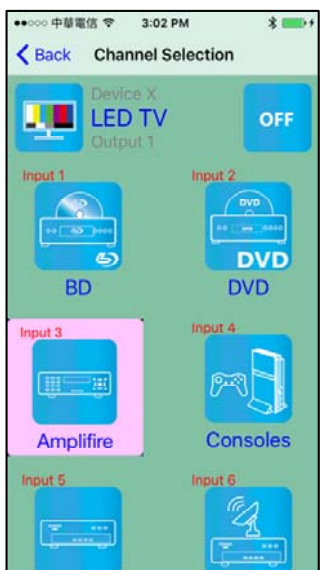 中華電信 3:02 PM
Back Channel Selection
Device X
LED TV
Output 1
OFF
Input 1 Input 2
DVD
DVD
BD DVD
Input 3 Input 4
Amplifire Consoles
Input 5 Input 6